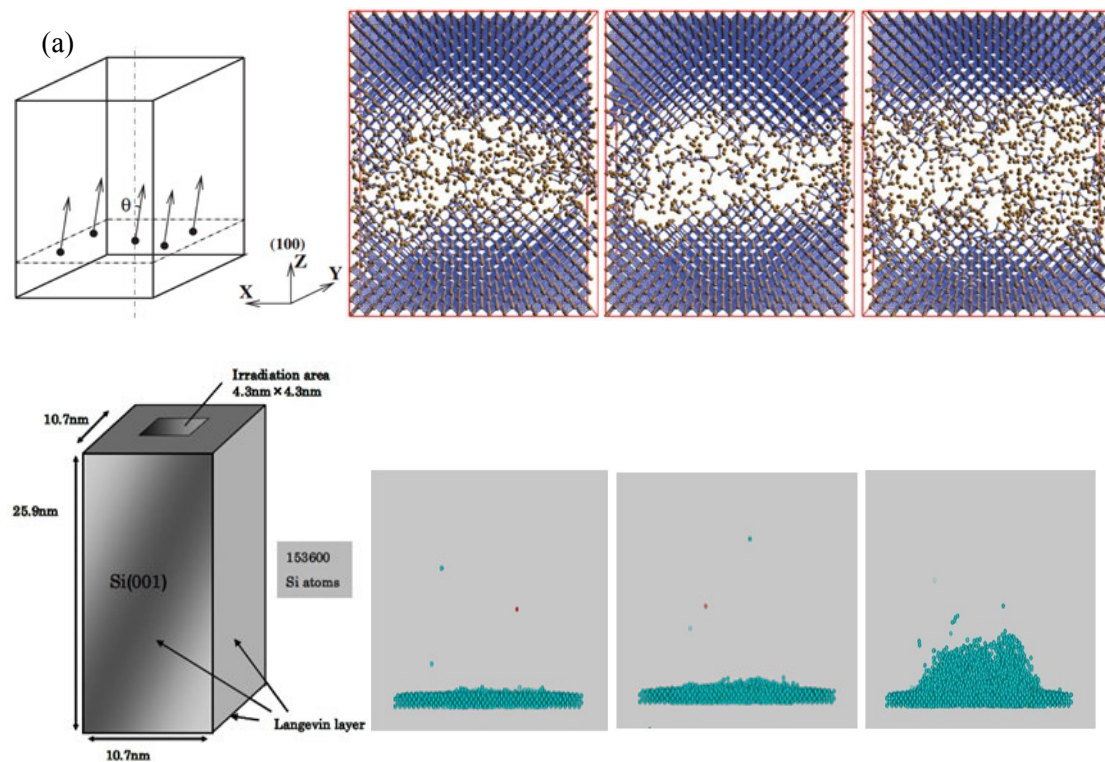 (a)
θ
(100)
Z
Y
X
Irradiation area
4.3nm×4.3nm
10.7nm
25.9nm
Si(001)
153600
Si atoms
Langevin layer
10.7nm